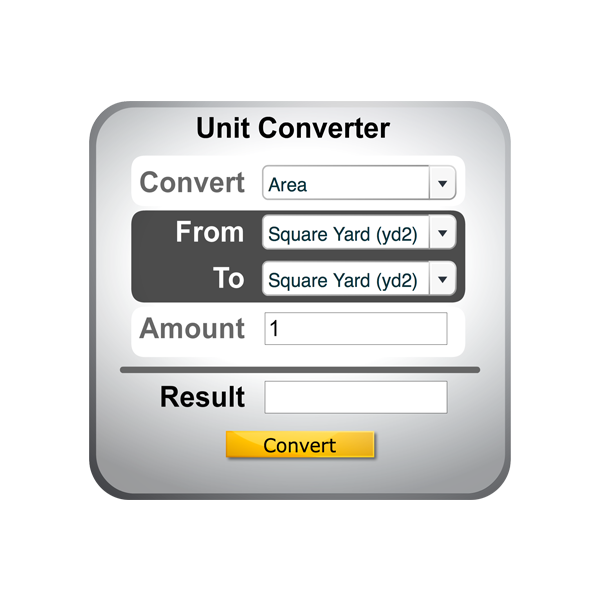 Unit Converter
Convert Area
From Square Yard (yd2)
To Square Yard (yd2)
Amount 1
Result
Convert